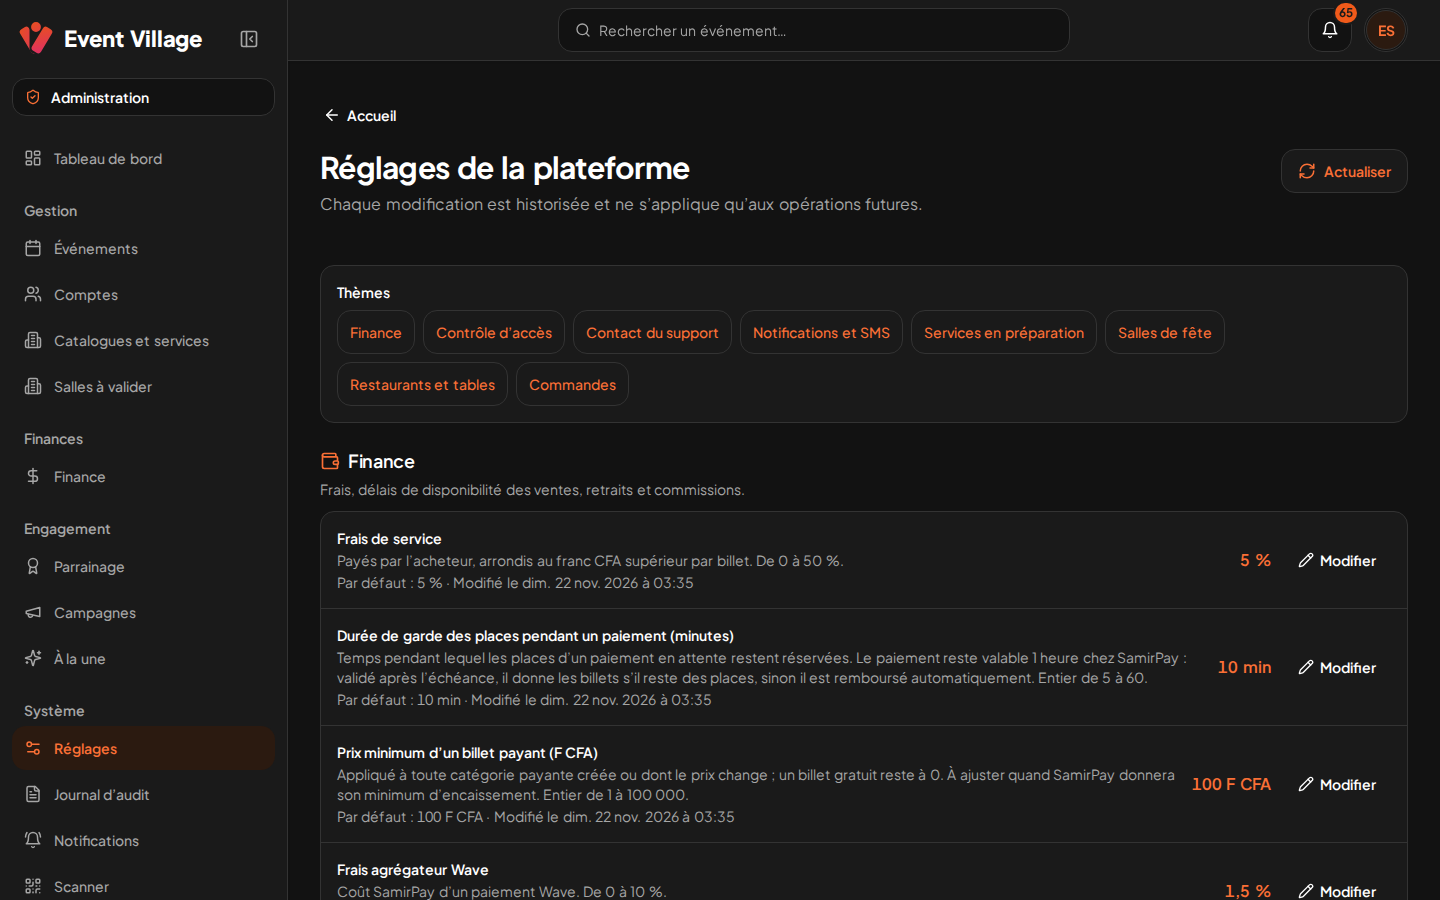 Event Village
Rechercher un événement...
65
ES
Administration
Tableau de bord
Gestion
Événements
Comptes
Catalogues et services
Salles à valider
Finances
Finance
Engagement
Parrainage
Campagnes
À la une
Système
Réglages
Journal d'audit
Notifications
Scanner
Accueil
Réglages de la plateforme
Chaque modification est historisée et ne s'applique qu'aux opérations futures.
Actualiser
Thèmes
Finance
Contrôle d'accès
Contact du support
Notifications et SMS
Services en préparation
Salles de fête
Restaurants et tables
Commandes
Finance
Frais, délais de disponibilité des ventes, retraits et commissions.
Frais de service
Payés par l'acheteur, arrondis au franc CFA supérieur par billet. De 0 à 50 %.
Par défaut : 5 % · Modifié le dim. 22 nov. 2026 à 03:35
5 %
Modifier
Durée de garde des places pendant un paiement (minutes)
Temps pendant lequel les places d'un paiement en attente restent réservées. Le paiement reste valable 1 heure chez SamirPay :
validé après l'échéance, il donne les billets s'il reste des places, sinon il est remboursé automatiquement. Entier de 5 à 60.
Par défaut : 10 min · Modifié le dim. 22 nov. 2026 à 03:35
10 min
Modifier
Prix minimum d'un billet payant (F CFA)
Appliqué à toute catégorie payante créée ou dont le prix change ; un billet gratuit reste à 0. À ajuster quand SamirPay donnera
son minimum d'encaissement. Entier de 1 à 100 000.
Par défaut : 100 F CFA · Modifié le dim. 22 nov. 2026 à 03:35
100 F CFA
Modifier
Frais agrégateur Wave
Coût SamirPay d'un paiement Wave. De 0 à 10 %.
1,5 %
Modifier